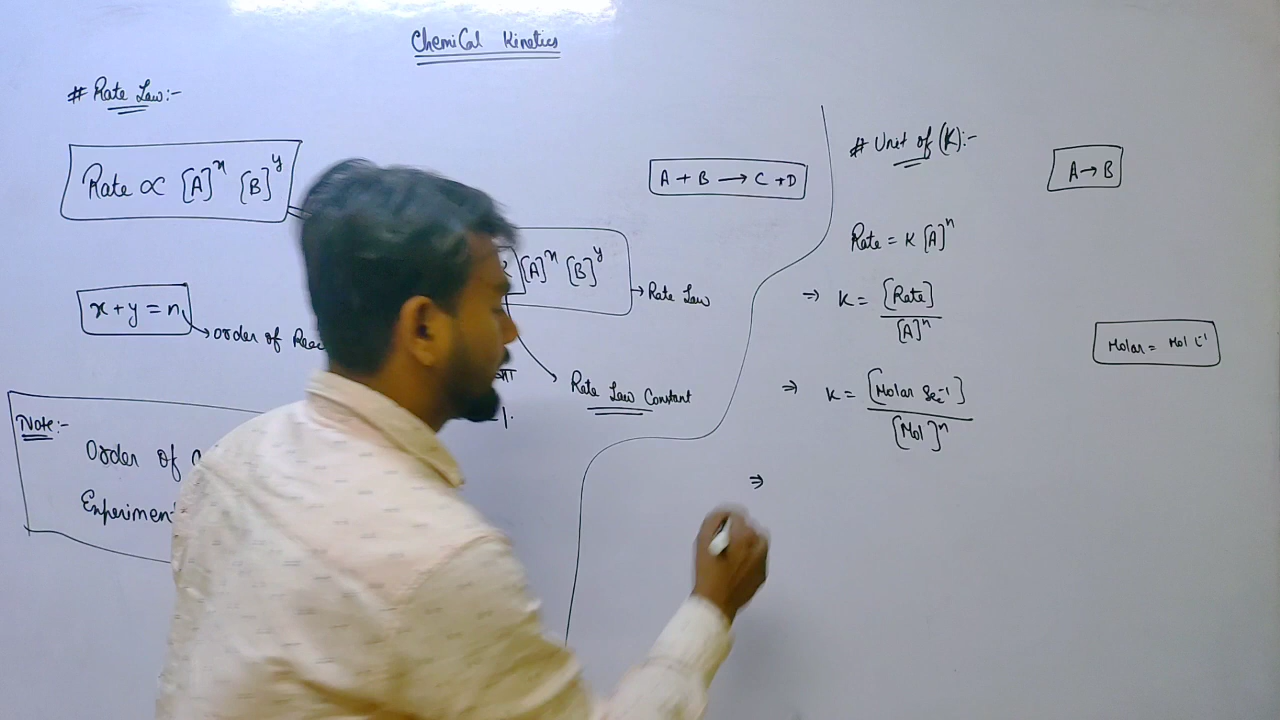 Chemical Kinetics
# Rate Law:-
Rate ∝ [A]^x [B]^y
A + B → C + D
[A]^x [B]^y
→ Rate Law
x + y = n
→ order of Reac
Rate Law Constant
Note:-
Order of
Experimen
# Unit of (K):-
A → B
Rate = K [A]^n
⇒ K = [Rate] / [A]^n
Molar = Mol L^-1
⇒ K = [Molar Sec^-1] / [Mol]^n
⇒